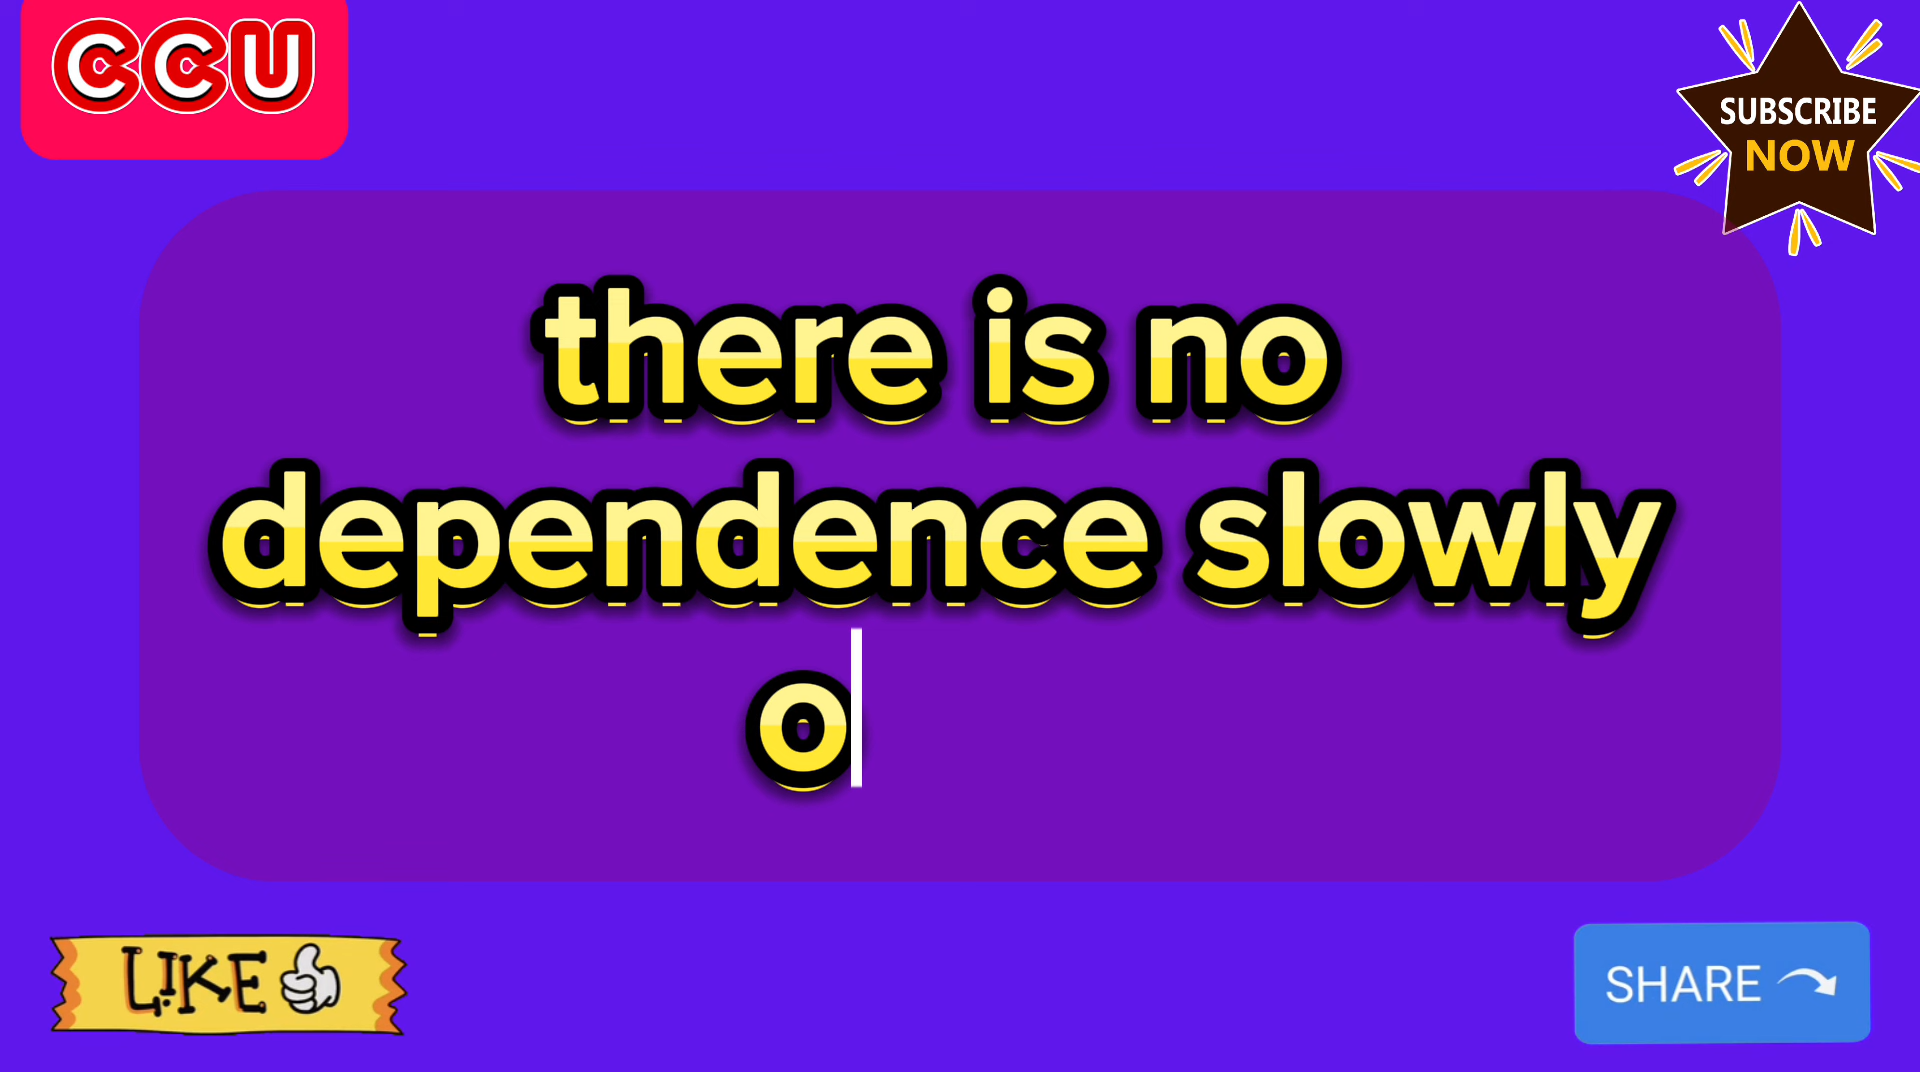 CCU
SUBSCRIBE
NOW
there is no
dependence slowly
o
LIKE
SHARE